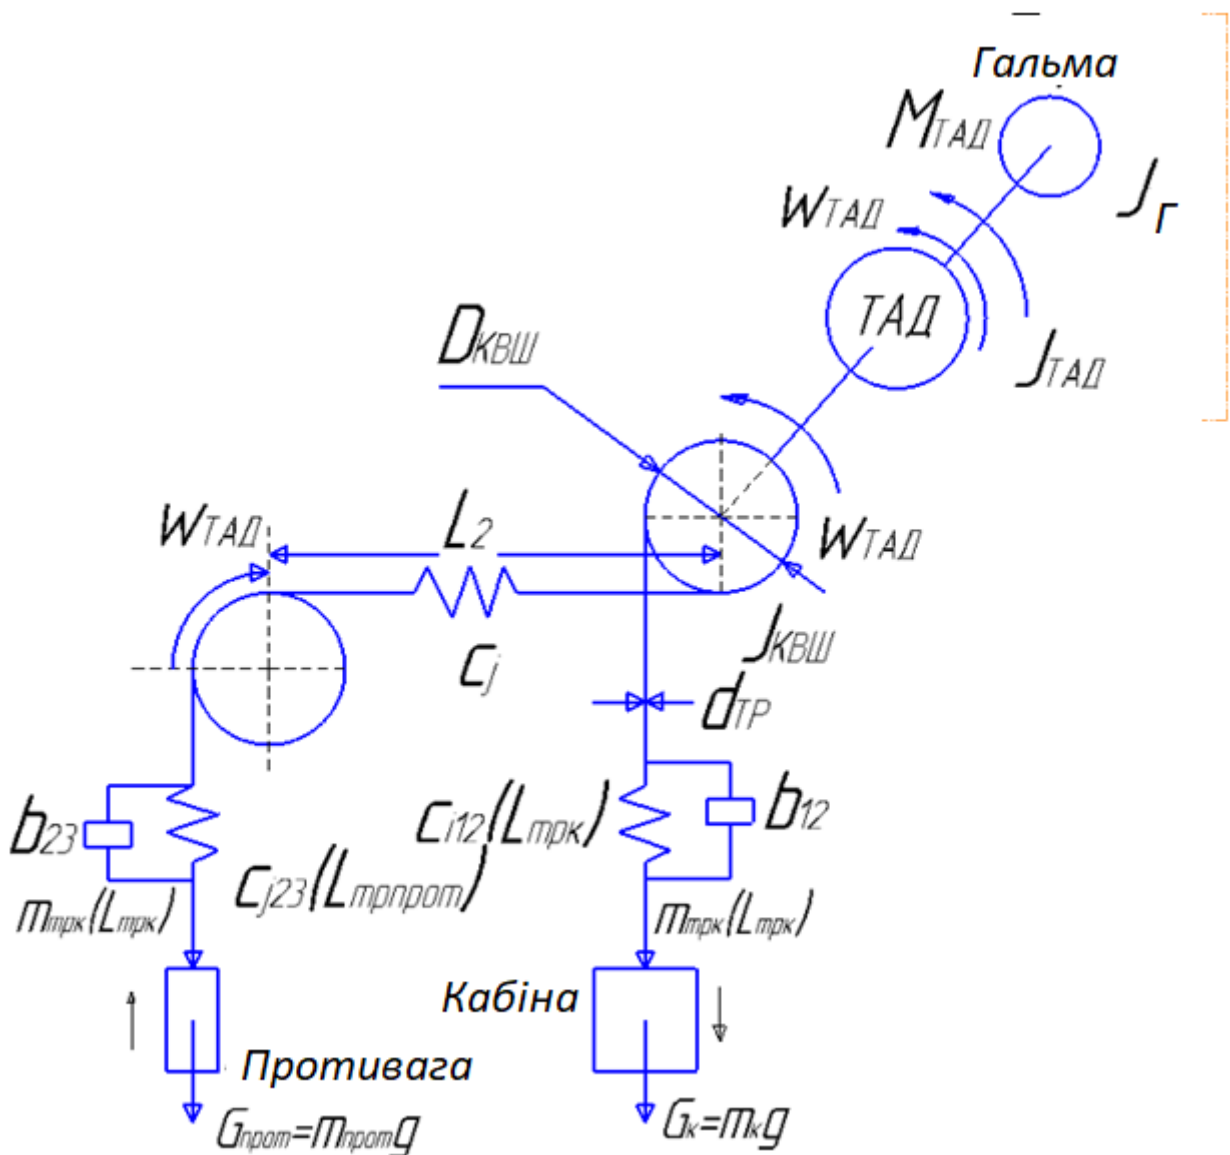 Гальма
MТАД
JГ
wТАД
ТАД
JТАД
DКВШ
wТАД
L2
wТАД
cj
JКВШ
dТР
b23
ci12(Lтрк)
b12
cj23(Lтрпрот)
mтрк(Lтрк)
mтрк(Lтрк)
Кабіна
Противага
Gпрот=mпротg
Gк=mкg